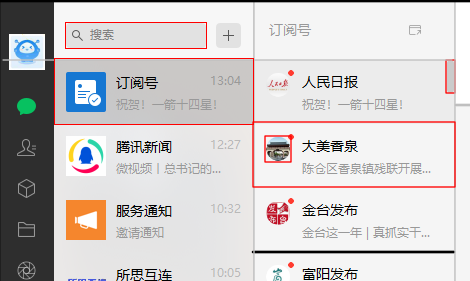 搜索
订阅号
13:04
祝贺！一箭十四星！
腾讯新闻
12:27
微视频丨总书记的...
服务通知
10:32
邀请通知
所思互连
10:05
订阅号
人民日报
祝贺！一箭十四星！
大美香泉
陈仓区香泉镇残联开展...
金台发布
金台这一年 | 真抓实干...
富阳发布